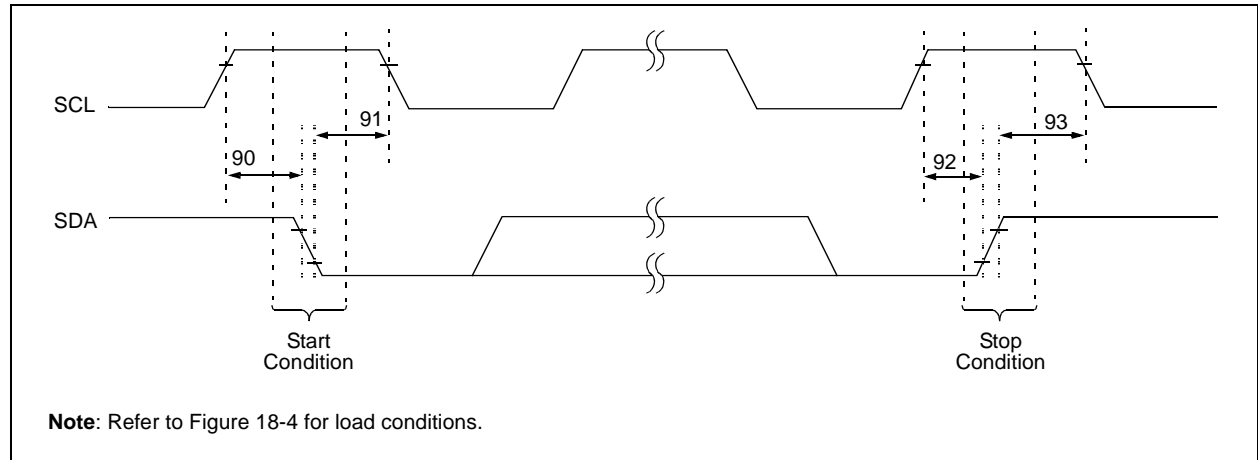 SCL
91
93
90
92
SDA
Start
Condition
Stop
Condition
Note: Refer to Figure 18-4 for load conditions.